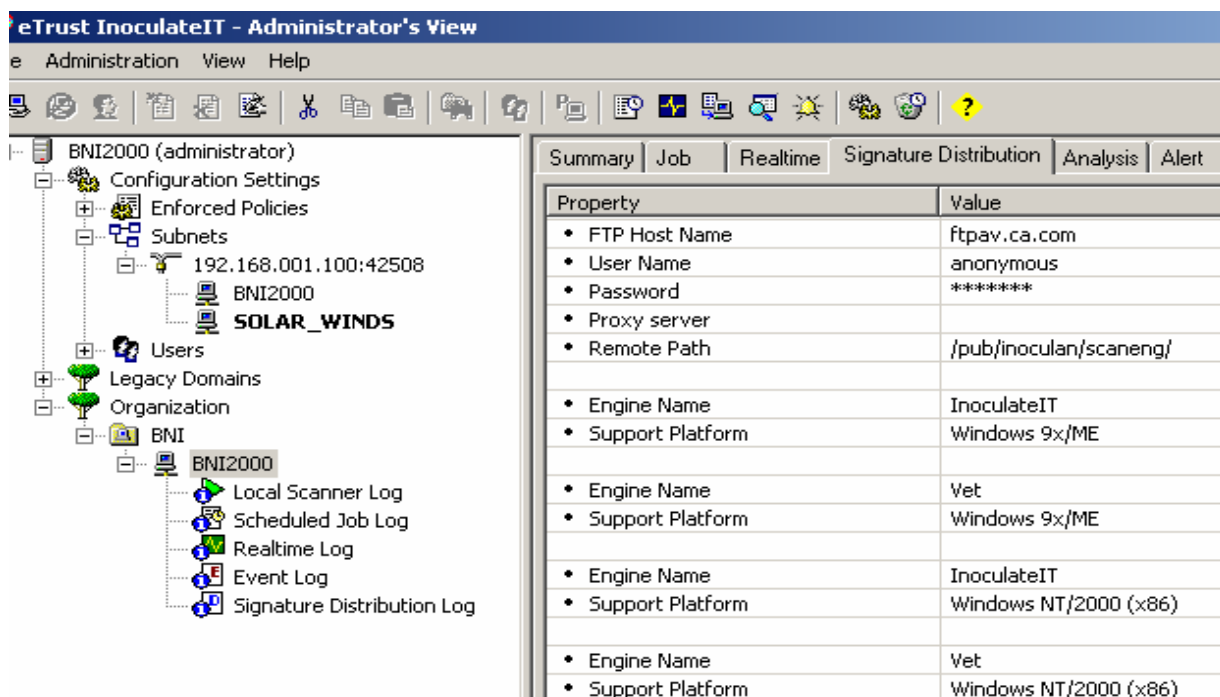 eTrust InoculateIT - Administrator's View
e Administration View Help
BNI2000 (administrator)
Configuration Settings
Enforced Policies
Subnets
192.168.001.100:42508
BNI2000
SOLAR_WINDS
Users
Legacy Domains
Organization
BNI
BNI2000
Local Scanner Log
Scheduled Job Log
Realtime Log
Event Log
Signature Distribution Log
Summary Job Realtime Signature Distribution Analysis Alert
Property Value
• FTP Host Name ftpav.ca.com
• User Name anonymous
• Password *******
• Proxy server
• Remote Path /pub/inoculan/scaneng/
• Engine Name InoculateIT
• Support Platform Windows 9x/ME
• Engine Name Vet
• Support Platform Windows 9x/ME
• Engine Name InoculateIT
• Support Platform Windows NT/2000 (x86)
• Engine Name Vet
• Support Platform Windows NT/2000 (x86)